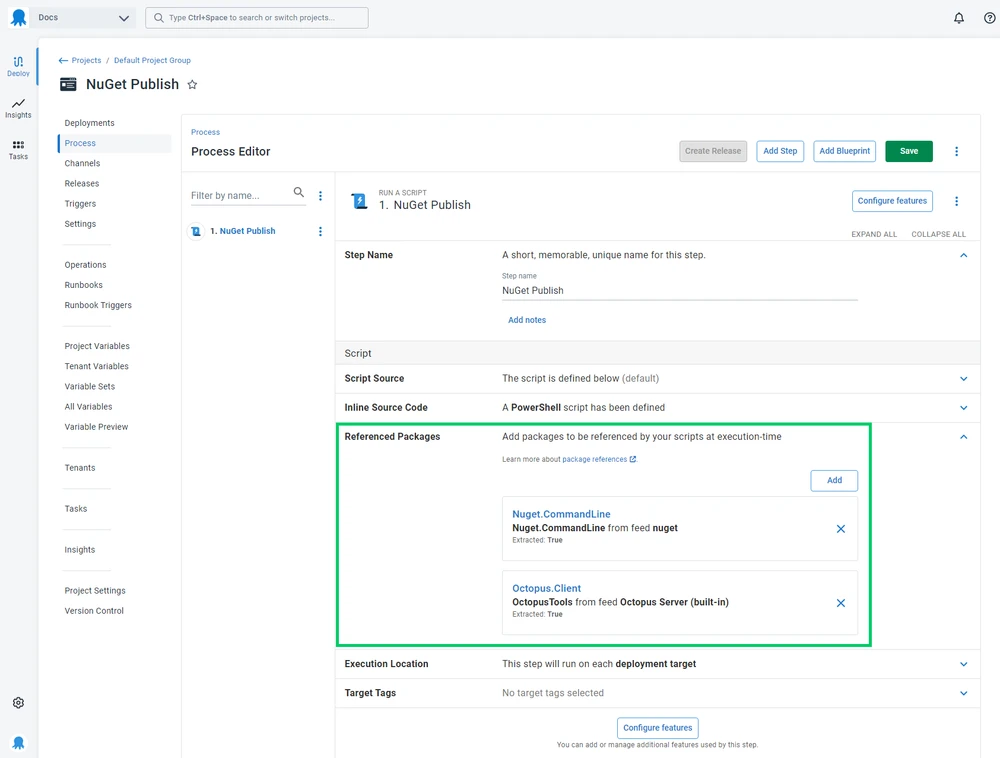 Docs
Type Ctrl+Space to search or switch projects...
Deploy
Insights
Tasks
← Projects / Default Project Group
NuGet Publish
Deployments
Process
Channels
Releases
Triggers
Settings
Operations
Runbooks
Runbook Triggers
Project Variables
Tenant Variables
Variable Sets
All Variables
Variable Preview
Tenants
Tasks
Insights
Project Settings
Version Control
Process
Process Editor
Create Release
Add Step
Add Blueprint
Save
Filter by name...
1. NuGet Publish
RUN A SCRIPT
1. NuGet Publish
Configure features
EXPAND ALL
COLLAPSE ALL
Step Name
A short, memorable, unique name for this step.
Step name
NuGet Publish
Add notes
Script
Script Source
The script is defined below (default)
Inline Source Code
A PowerShell script has been defined
Referenced Packages
Add packages to be referenced by your scripts at execution-time
Learn more about package references.
Add
Nuget.CommandLine
Nuget.CommandLine from feed nuget
Extracted: True
Octopus.Client
OctopusTools from feed Octopus Server (built-in)
Extracted: True
Execution Location
This step will run on each deployment target
Target Tags
No target tags selected
Configure features
You can add or manage additional features used by this step.